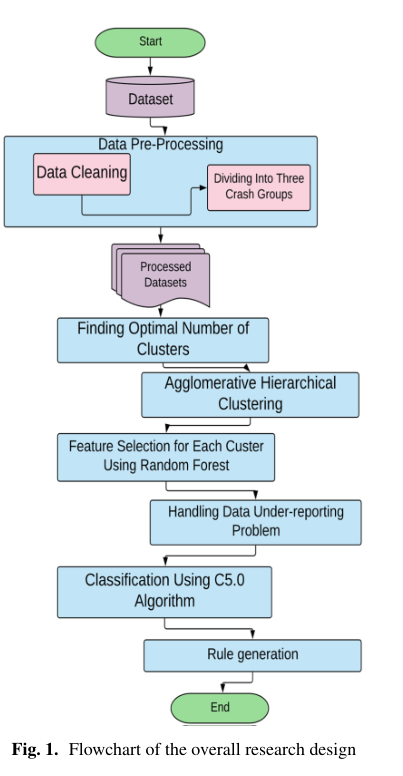 Start
Dataset
Data Pre-Processing
Data Cleaning
Dividing Into Three
Crash Groups
Processed
Datasets
Finding Optimal Number of
Clusters
Agglomerative Hierarchical
Clustering
Feature Selection for Each Custer
Using Random Forest
Handling Data Under-reporting
Problem
Classification Using C5.0
Algorithm
Rule generation
End
Fig. 1. Flowchart of the overall research design